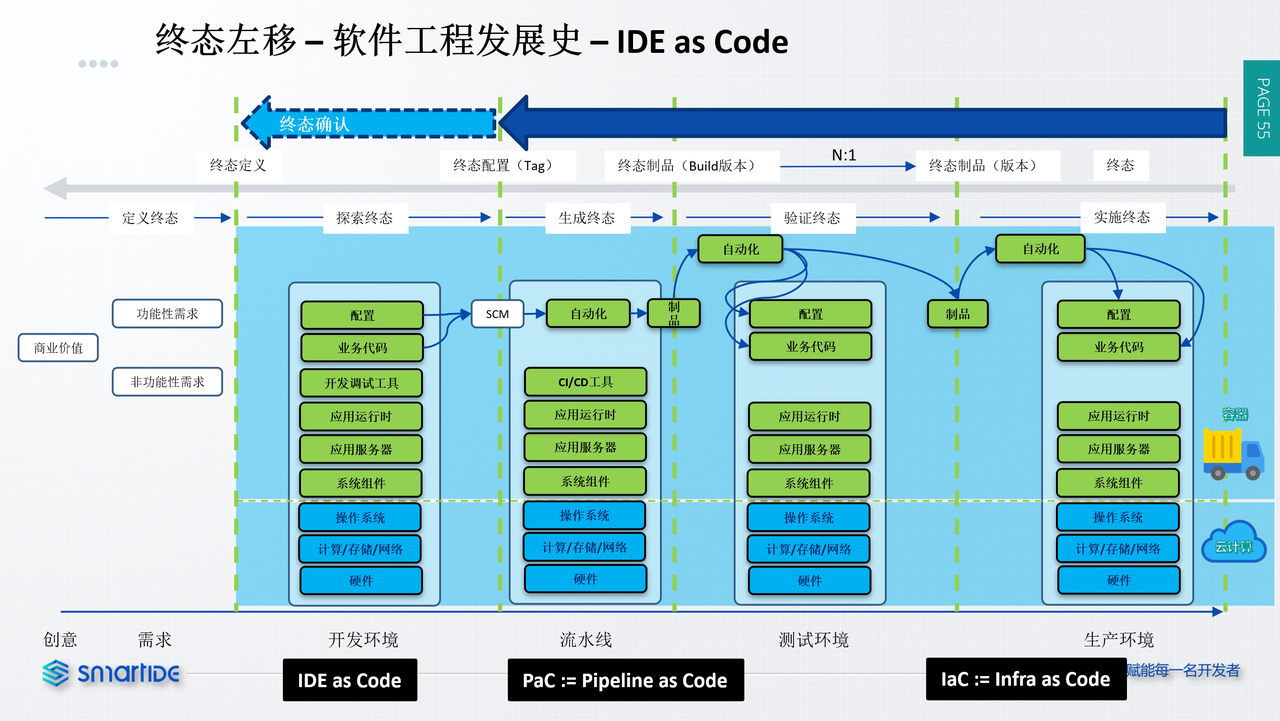 终态左移 – 软件工程发展史 – IDE as Code
PAGE 55
终态确认
终态定义
终态配置（Tag）
终态制品（Build版本）
N:1
终态制品（版本）
终态
定义终态
探索终态
生成终态
验证终态
实施终态
自动化
自动化
功能性需求
商业价值
非功能性需求
配置
业务代码
开发调试工具
应用运行时
应用服务器
系统组件
操作系统
计算/存储/网络
硬件
SCM
自动化
制
品
CI/CD工具
应用运行时
应用服务器
系统组件
操作系统
计算/存储/网络
硬件
配置
业务代码
应用运行时
应用服务器
系统组件
操作系统
计算/存储/网络
硬件
制品
配置
业务代码
应用运行时
应用服务器
系统组件
操作系统
计算/存储/网络
硬件
容器
云计算
创意
需求
开发环境
流水线
测试环境
生产环境
smartIDE
IDE as Code
PaC := Pipeline as Code
IaC := Infra as Code
赋能每一名开发者